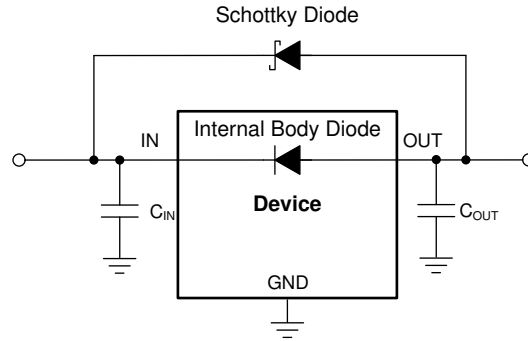 Schottky Diode
Internal Body Diode
IN
OUT
CIN
Device
COUT
GND